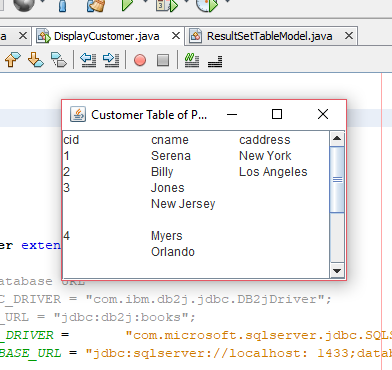 a DisplayCustomer.java ResultSetTableModel.java
Customer Table of P...
cid cname caddress
1 Serena New York
2 Billy Los Angeles
3 Jones
New Jersey
4 Myers
Orlando
er exten
atabase URL
C_DRIVER = "com.ibm.db2j.jdbc.DB2jDriver";
_URL = "jdbc:db2j:books";
_DRIVER = "com.microsoft.sqlserver.jdbc.SQLS
BASE_URL = "jdbc:sqlserver://localhost: 1433;datab